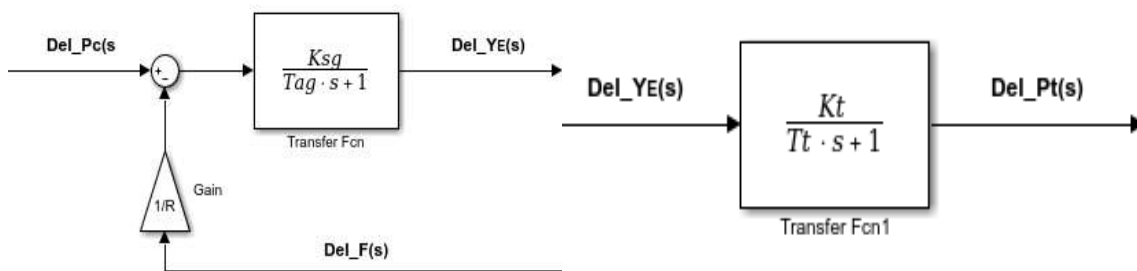 Del_Pc(s
+
−
Ksg
Tag · s + 1
Transfer Fcn
Del_YE(s)
1/R
Gain
Del_F(s)
Del_YE(s)
Kt
Tt · s + 1
Transfer Fcn1
Del_Pt(s)